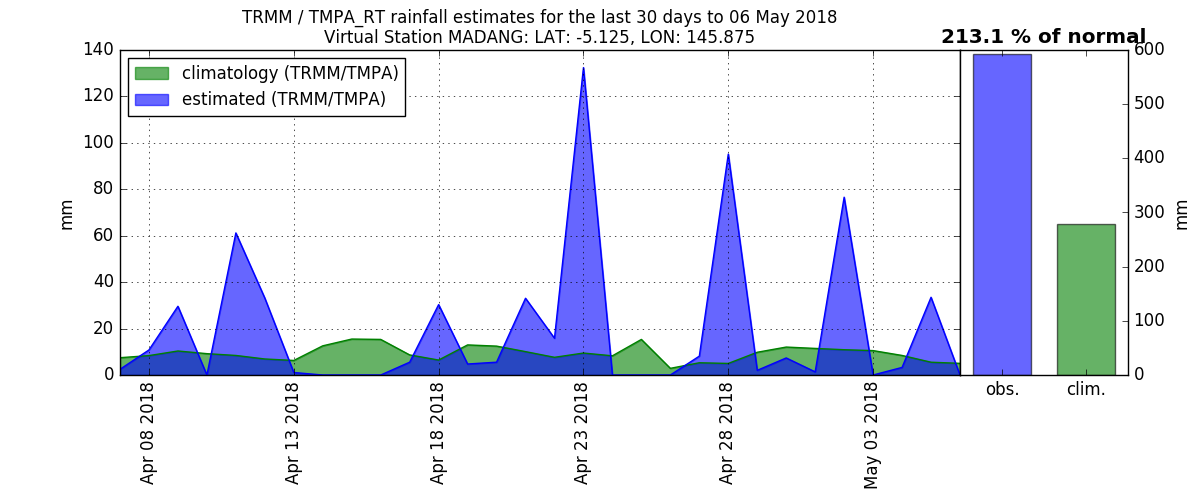 TRMM / TMPA_RT rainfall estimates for the last 30 days to 06 May 2018
Virtual Station MADANG: LAT: -5.125, LON: 145.875
213.1 % of normal
climatology (TRMM/TMPA)
estimated (TRMM/TMPA)
140
120
100
80
60
40
20
0
mm
Apr 08 2018
Apr 13 2018
Apr 18 2018
Apr 23 2018
Apr 28 2018
May 03 2018
600
500
400
300
200
100
0
mm
obs.
clim.